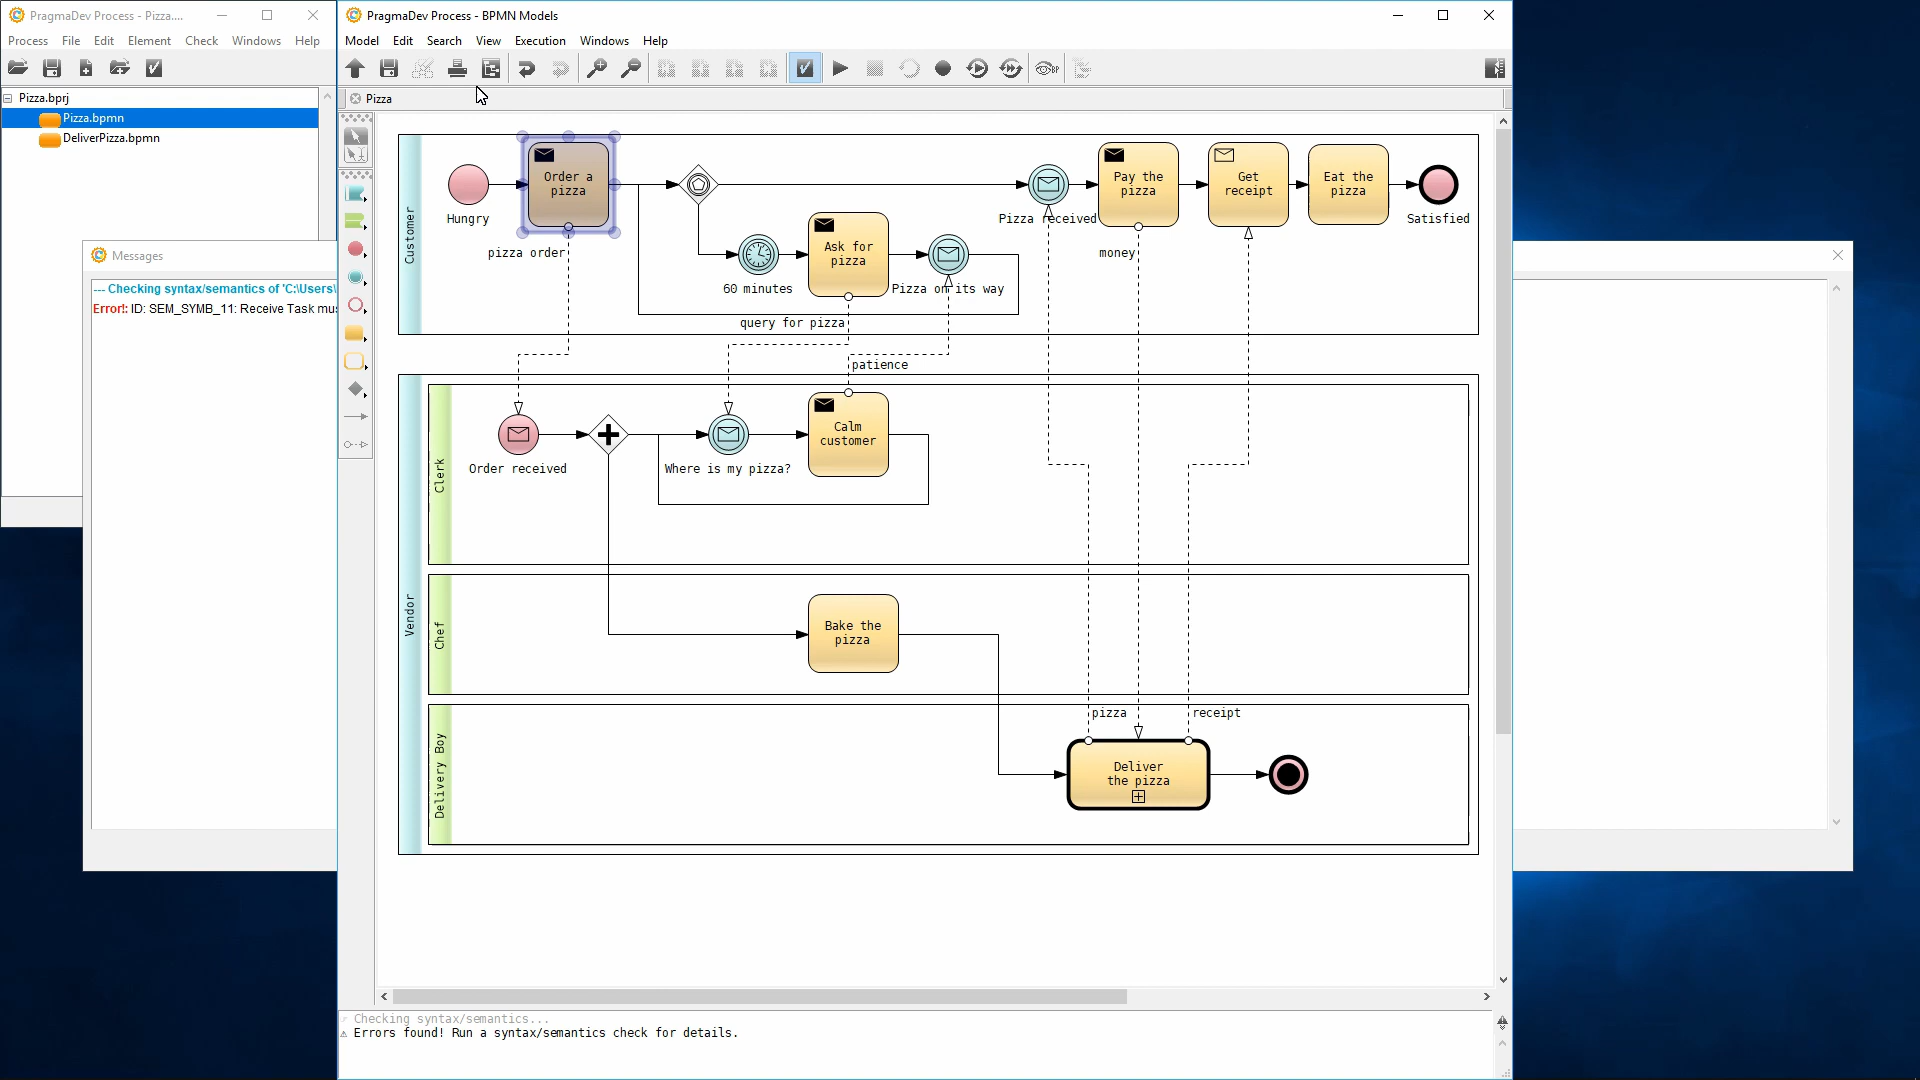 PragmaDev Process - Pizza....
Process File Edit Element Check Windows Help
Pizza.bprj
Pizza.bpmn
DeliverPizza.bpmn
Messages
--- Checking syntax/semantics of 'C:\Users\
Error!: ID: SEM_SYMB_11: Receive Task mus
PragmaDev Process - BPMN Models
Model Edit Search View Execution Windows Help
BP
Pizza
Customer
Hungry
Order a
pizza
pizza order
60 minutes
Ask for
pizza
query for pizza
Pizza on its way
Pizza received
Pay the
pizza
money
Get
receipt
Eat the
pizza
Satisfied
patience
Vendor
Clerk
Order received
Where is my pizza?
Calm
customer
Chef
Bake the
pizza
Delivery Boy
pizza
receipt
Deliver
the pizza
Checking syntax/semantics...
Errors found! Run a syntax/semantics check for details.